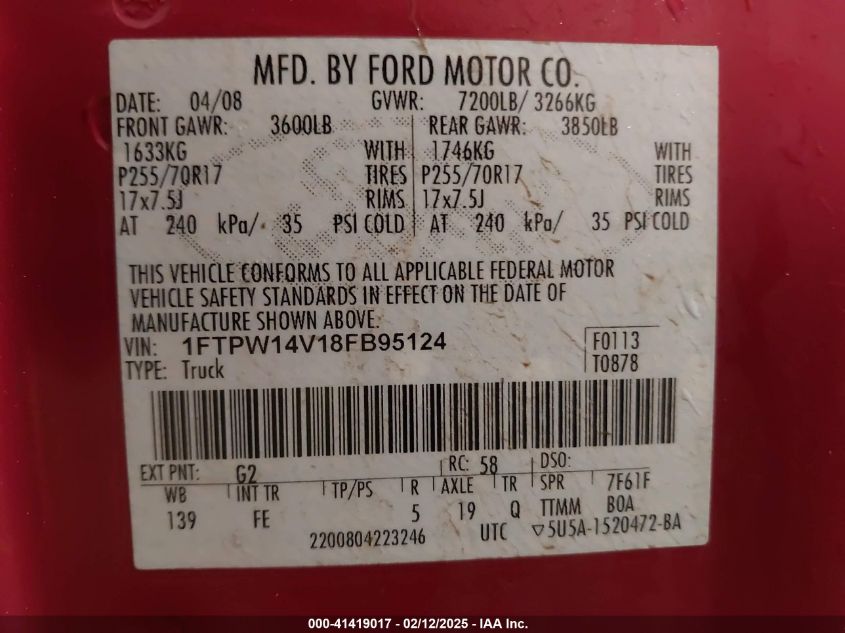 MFD. BY FORD MOTOR CO.
DATE: 04/08 GVWR: 7200LB/ 3266KG
FRONT GAWR: 3600LB REAR GAWR: 3850LB
1633KG WITH 1746KG WITH
P255/70R17 TIRES P255/70R17 TIRES
17x7.5J RIMS 17x7.5J RIMS
AT 240 kPa/ 35 PSI COLD AT 240 kPa/ 35 PSI COLD
THIS VEHICLE CONFORMS TO ALL APPLICABLE FEDERAL MOTOR
VEHICLE SAFETY STANDARDS IN EFFECT ON THE DATE OF
MANUFACTURE SHOWN ABOVE.
VIN: 1FTPW14V18FB95124 F0113
TYPE: Truck T0878
EXT PNT: G2 RC: 58 DSO:
WB INT TR TP/PS R AXLE TR SPR 7F61F
139 FE 5 19 Q TTMM BOA
2200804223246 UTC ▽5U5A-1520472-BA
000-41419017 — 02/12/2025 — IAA Inc.